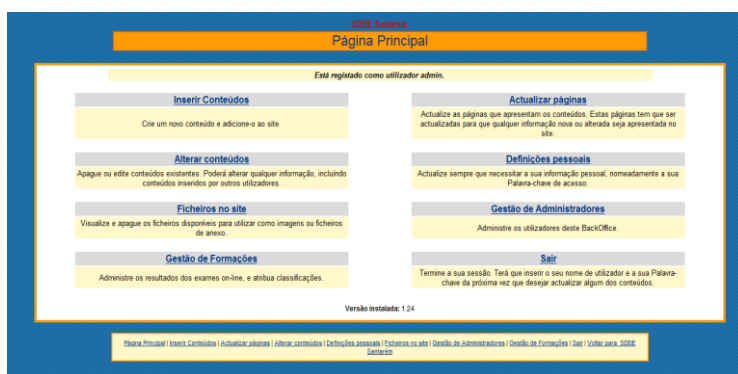 SDEIE Santarém
Página Principal
Está registado como utilizador admin.
Inserir Conteúdos
Crie um novo conteúdo e adicione-o ao site.
Actualizar páginas
Actualize as páginas que apresentam os conteúdos. Estas páginas tem que ser
actualizadas para que qualquer informação nova ou alterada seja apresentada no
site.
Alterar conteúdos
Apague ou edite conteúdos existentes. Poderá alterar qualquer informação, incluindo
conteúdos inseridos por outros utilizadores.
Definições pessoais
Actualize sempre que necessitar a sua informação pessoal, nomeadamente a sua
Palavra-chave de acesso.
Ficheiros no site
Visualize e apague os ficheiros disponíveis para utilizar como imagens ou ficheiros
de anexo.
Gestão de Administradores
Administre os utilizadores deste BackOffice.
Gestão de Formações
Administre os resultados dos exames on-line, e atribua classificações.
Sair
Termine a sua sessão. Terá que inserir o seu nome de utilizador e a sua Palavra-
chave da próxima vez que desejar actualizar algum dos conteúdos.
Versão instalada: 1.24
Página Principal | Inserir Conteúdos | Actualizar páginas | Alterar conteúdos | Definições pessoais | Ficheiros no site | Gestão de Administradores | Gestão de Formações | Sair | Voltar para SDEIE
Santarém